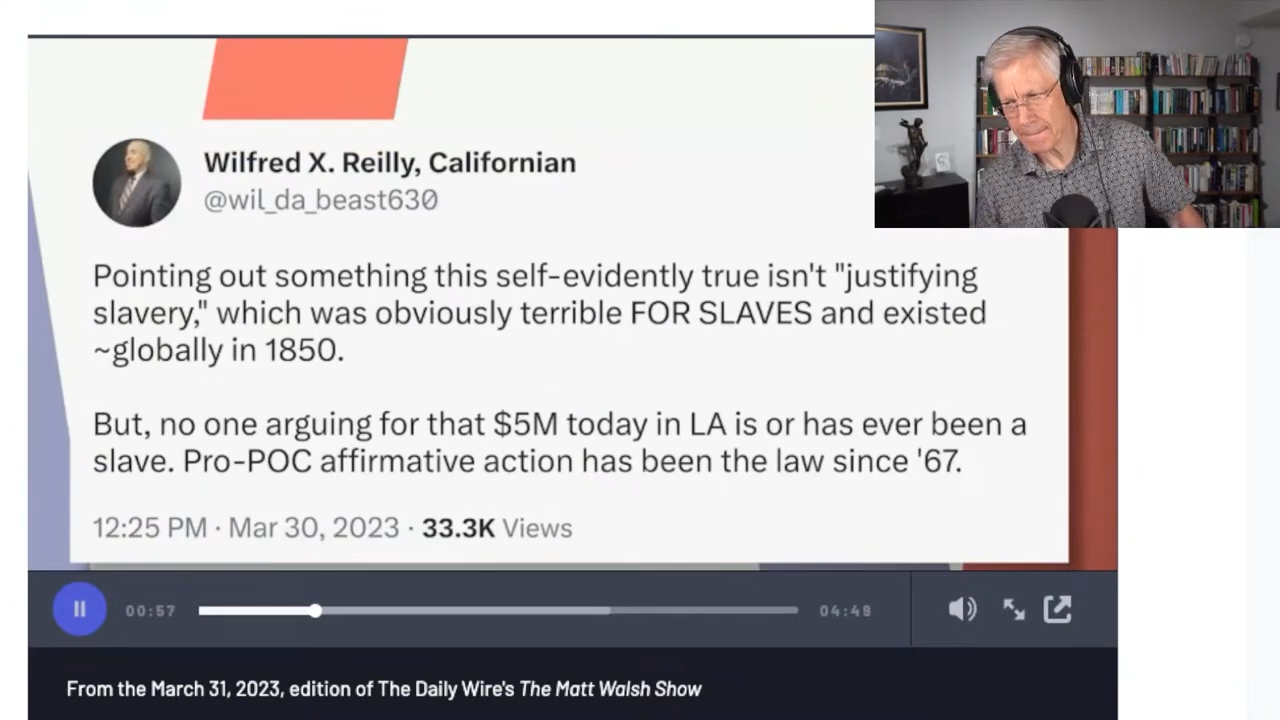 Wilfred X. Reilly, Californian
@wil_da_beast630
Pointing out something this self-evidently true isn't "justifying
slavery," which was obviously terrible FOR SLAVES and existed
~globally in 1850.
But, no one arguing for that $5M today in LA is or has ever been a
slave. Pro-POC affirmative action has been the law since '67.
12:25 PM · Mar 30, 2023 · 33.3K Views
00:57
04:49
From the March 31, 2023, edition of The Daily Wire's The Matt Walsh Show